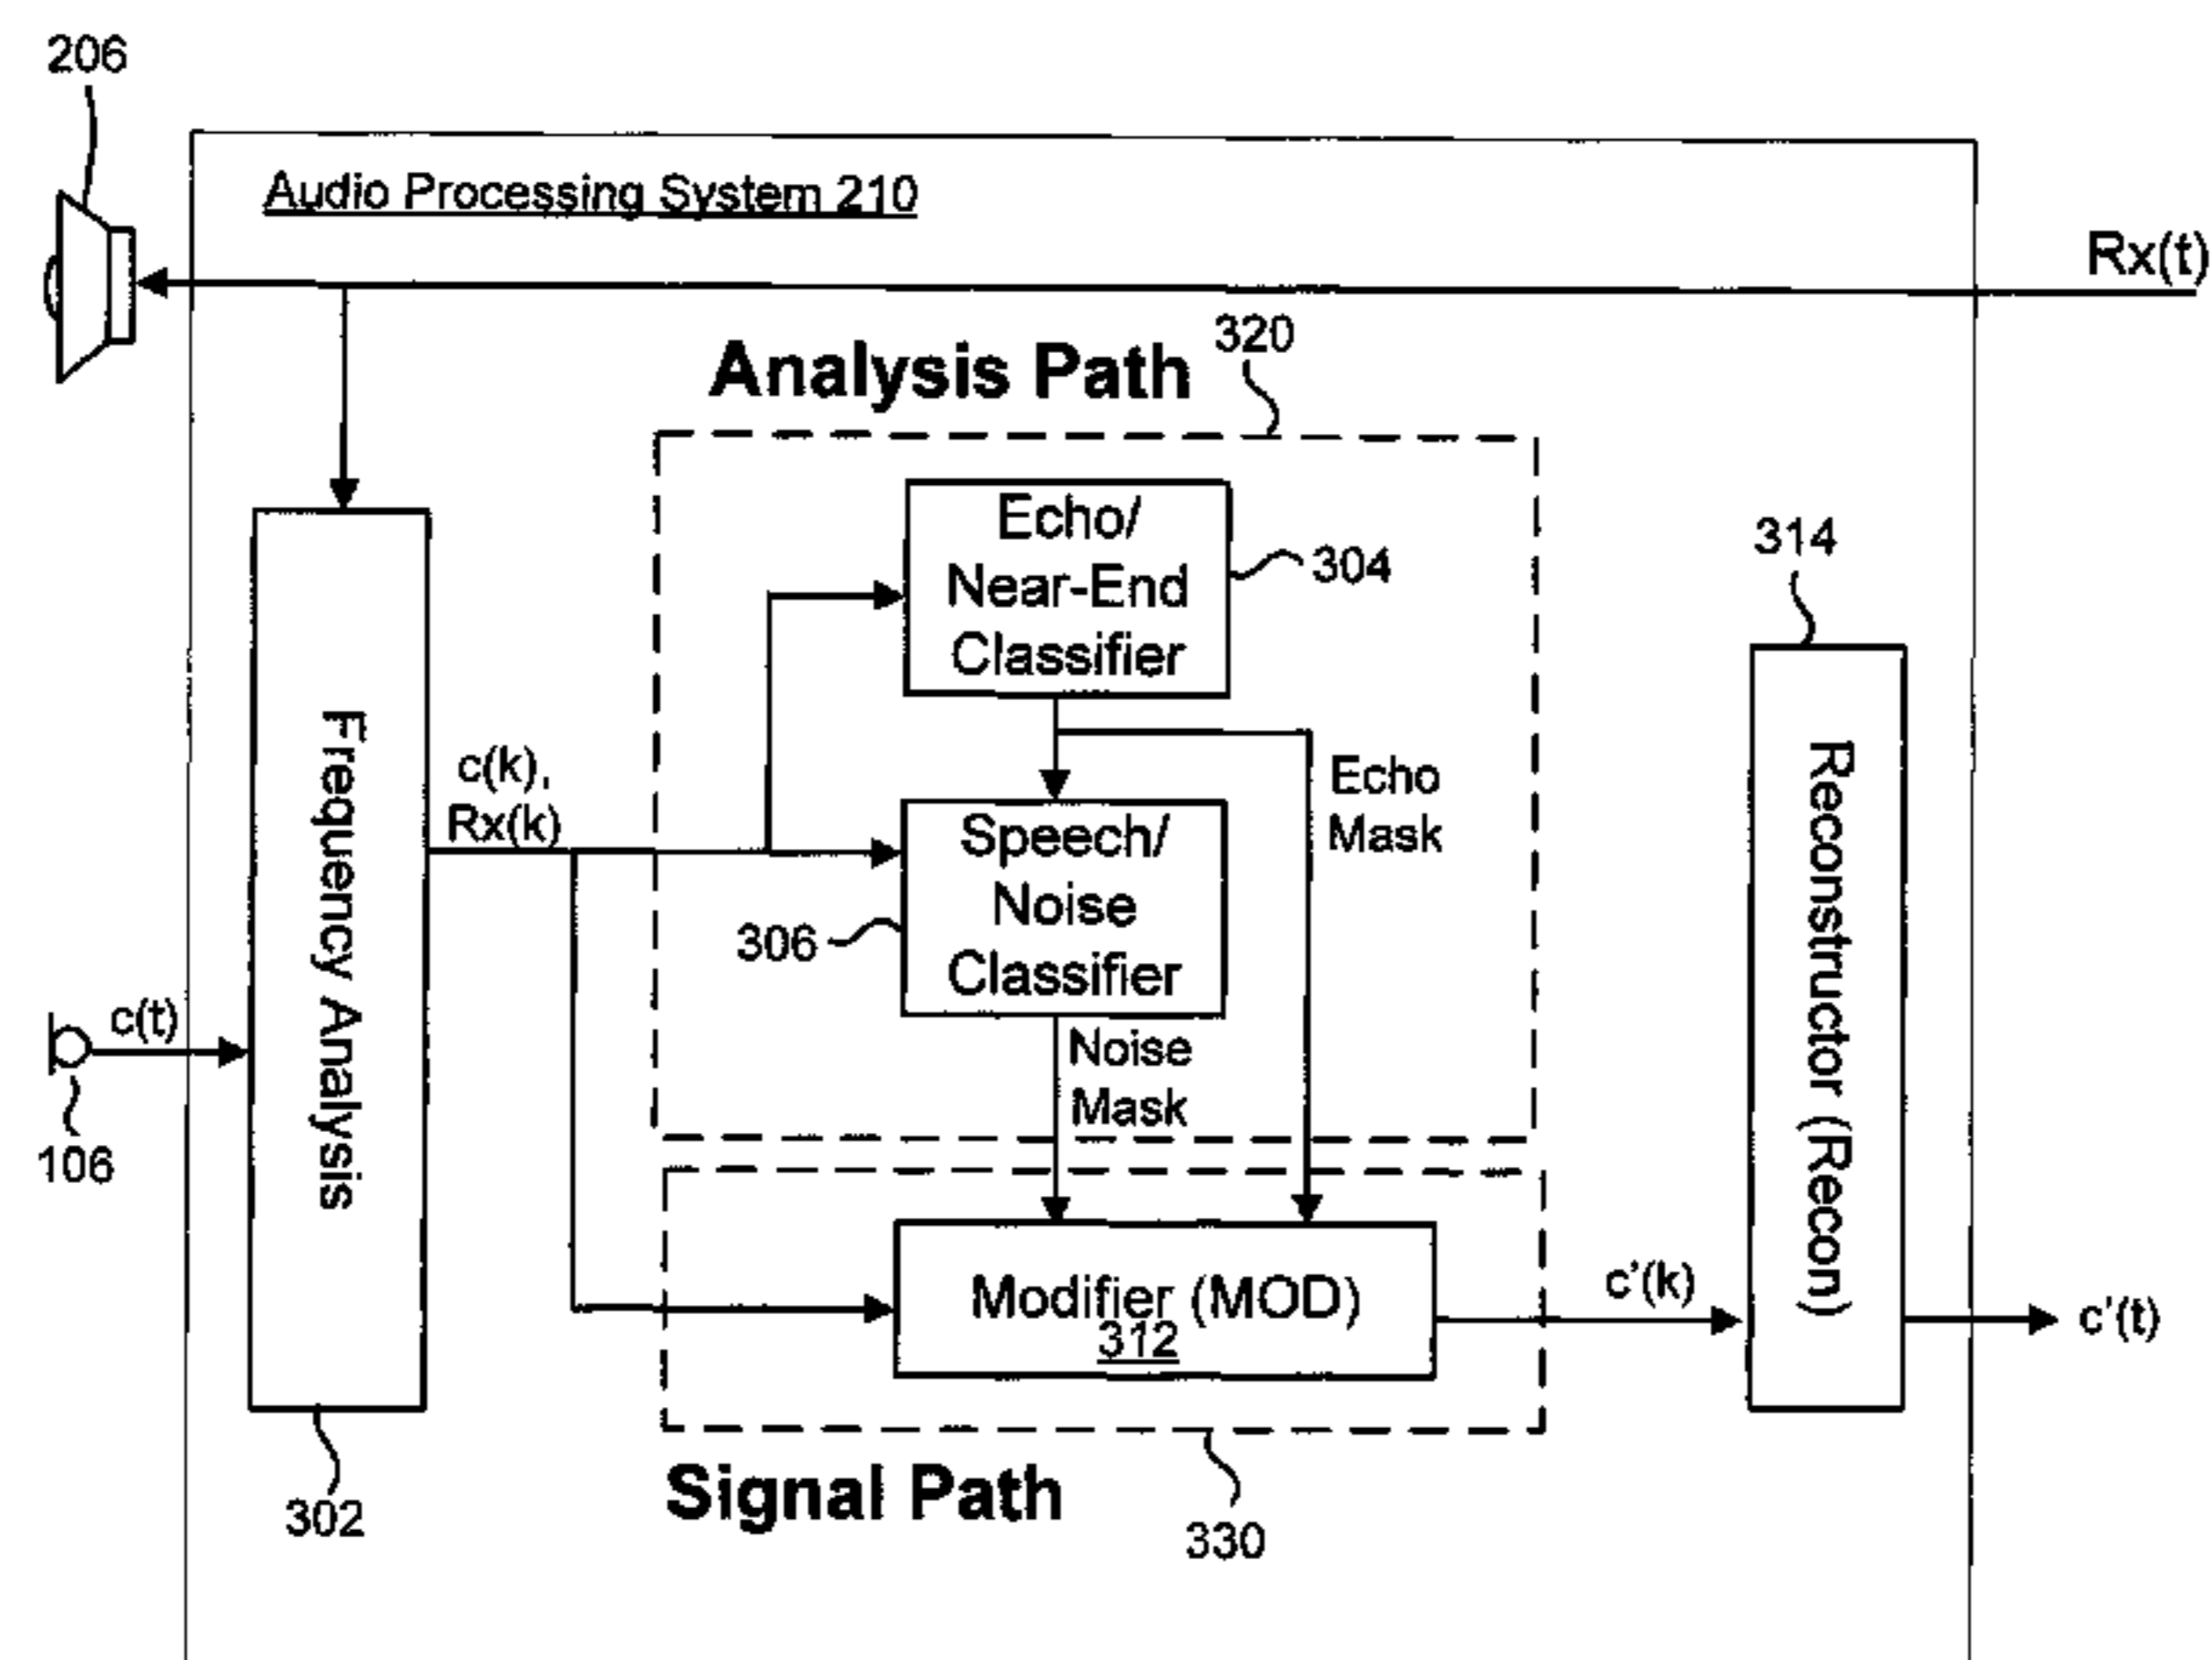 206
Audio Processing System 210
Rx(t)
320
Analysis Path
Echo/
Near-End
Classifier
304
314
c(k),
Rx(k)
Echo
Mask
Speech/
Noise
Classifier
306
Frequency Analysis
Reconstructor (Recon)
c(t)
106
Noise
Mask
Modifier (MOD)
312
c'(k)
c'(t)
302
Signal Path
330